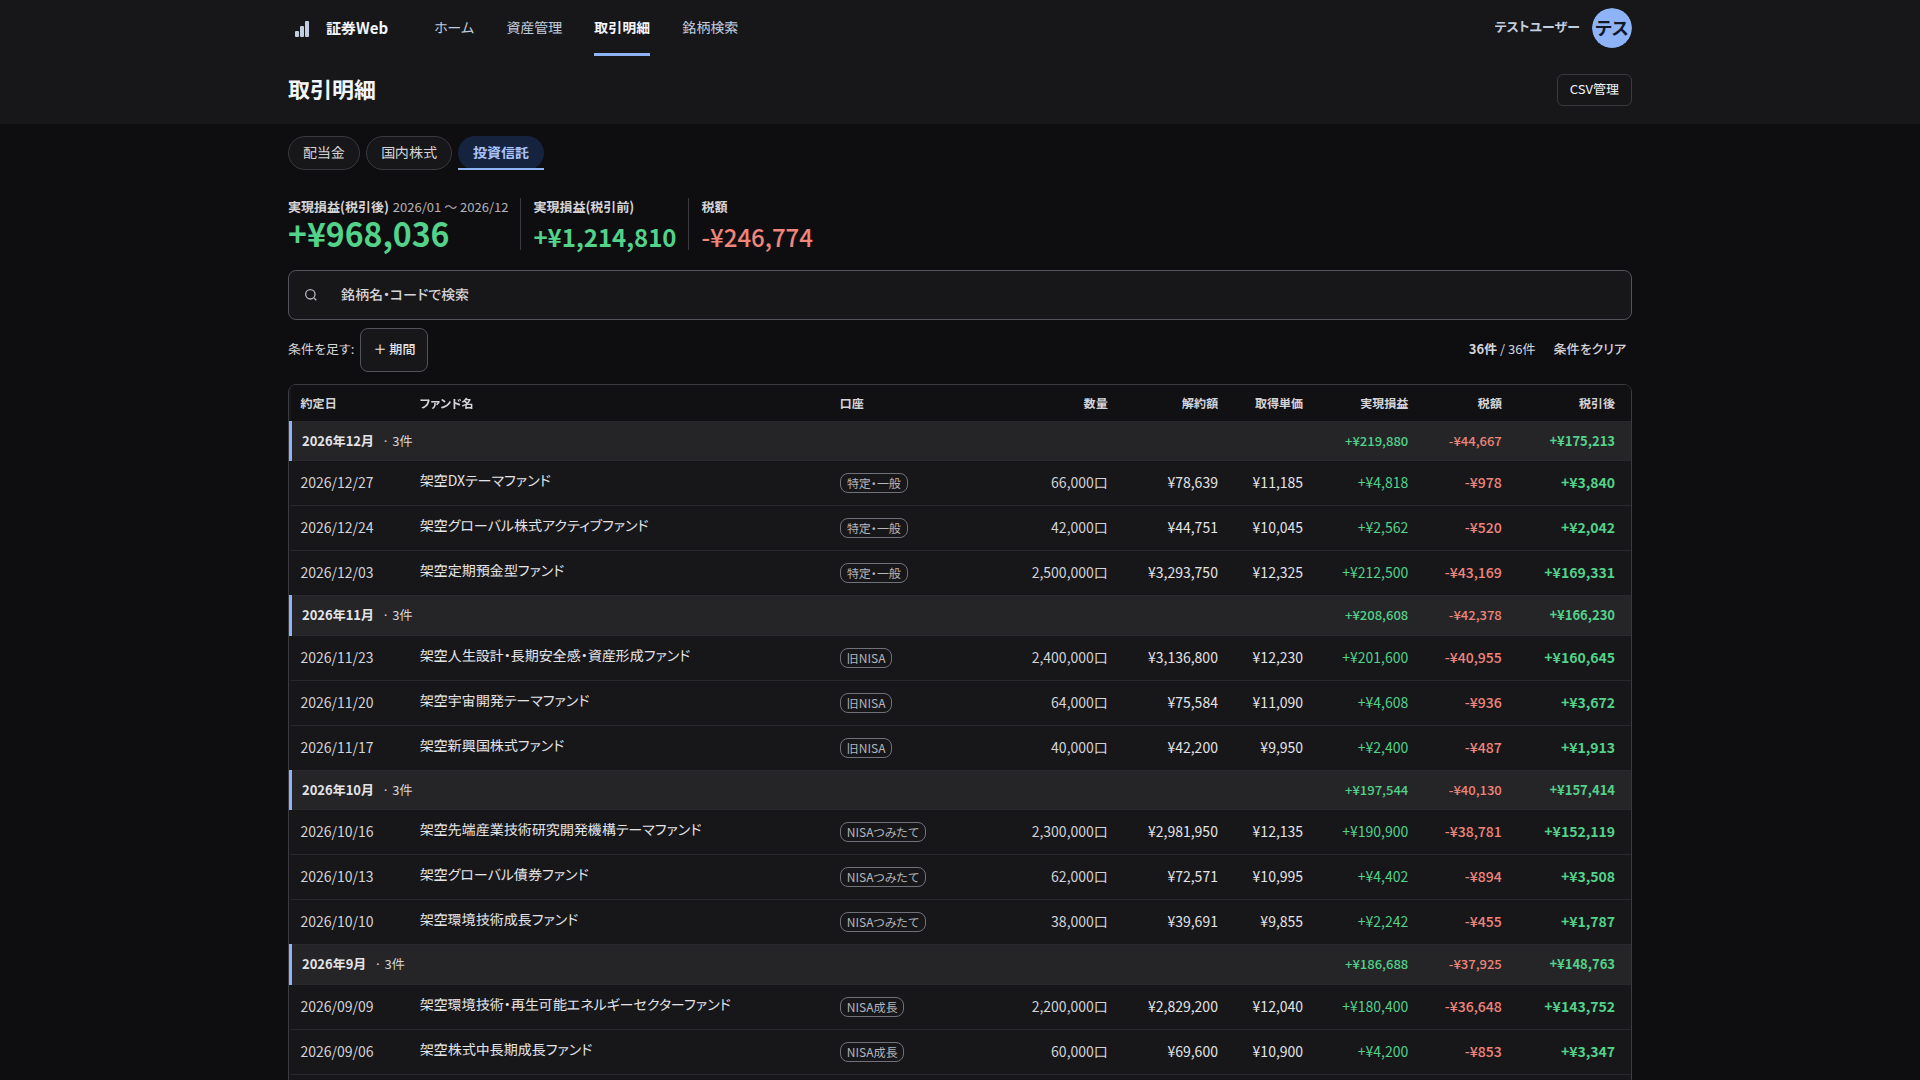 証券Web ホーム 資産管理 取引明細 銘柄検索 テストユーザー テス
取引明細 CSV管理
配当金 国内株式 投資信託
実現損益(税引後) 2026/01 〜 2026/12 実現損益(税引前) 税額
+¥968,036 +¥1,214,810 -¥246,774
銘柄名・コードで検索
条件を足す: ＋ 期間 36件 / 36件 条件をクリア
約定日 ファンド名 口座 数量 解約額 取得単価 実現損益 税額 税引後
2026年12月 · 3件 +¥219,880 -¥44,667 +¥175,213
2026/12/27 架空DXテーマファンド 特定・一般 66,000口 ¥78,639 ¥11,185 +¥4,818 -¥978 +¥3,840
2026/12/24 架空グローバル株式アクティブファンド 特定・一般 42,000口 ¥44,751 ¥10,045 +¥2,562 -¥520 +¥2,042
2026/12/03 架空定期預金型ファンド 特定・一般 2,500,000口 ¥3,293,750 ¥12,325 +¥212,500 -¥43,169 +¥169,331
2026年11月 · 3件 +¥208,608 -¥42,378 +¥166,230
2026/11/23 架空人生設計・長期安全感・資産形成ファンド 旧NISA 2,400,000口 ¥3,136,800 ¥12,230 +¥201,600 -¥40,955 +¥160,645
2026/11/20 架空宇宙開発テーマファンド 旧NISA 64,000口 ¥75,584 ¥11,090 +¥4,608 -¥936 +¥3,672
2026/11/17 架空新興国株式ファンド 旧NISA 40,000口 ¥42,200 ¥9,950 +¥2,400 -¥487 +¥1,913
2026年10月 · 3件 +¥197,544 -¥40,130 +¥157,414
2026/10/16 架空先端産業技術研究開発機構テーマファンド NISAつみたて 2,300,000口 ¥2,981,950 ¥12,135 +¥190,900 -¥38,781 +¥152,119
2026/10/13 架空グローバル債券ファンド NISAつみたて 62,000口 ¥72,571 ¥10,995 +¥4,402 -¥894 +¥3,508
2026/10/10 架空環境技術成長ファンド NISAつみたて 38,000口 ¥39,691 ¥9,855 +¥2,242 -¥455 +¥1,787
2026年9月 · 3件 +¥186,688 -¥37,925 +¥148,763
2026/09/09 架空環境技術・再生可能エネルギーセクターファンド NISA成長 2,200,000口 ¥2,829,200 ¥12,040 +¥180,400 -¥36,648 +¥143,752
2026/09/06 架空株式中長期成長ファンド NISA成長 60,000口 ¥69,600 ¥10,900 +¥4,200 -¥853 +¥3,347